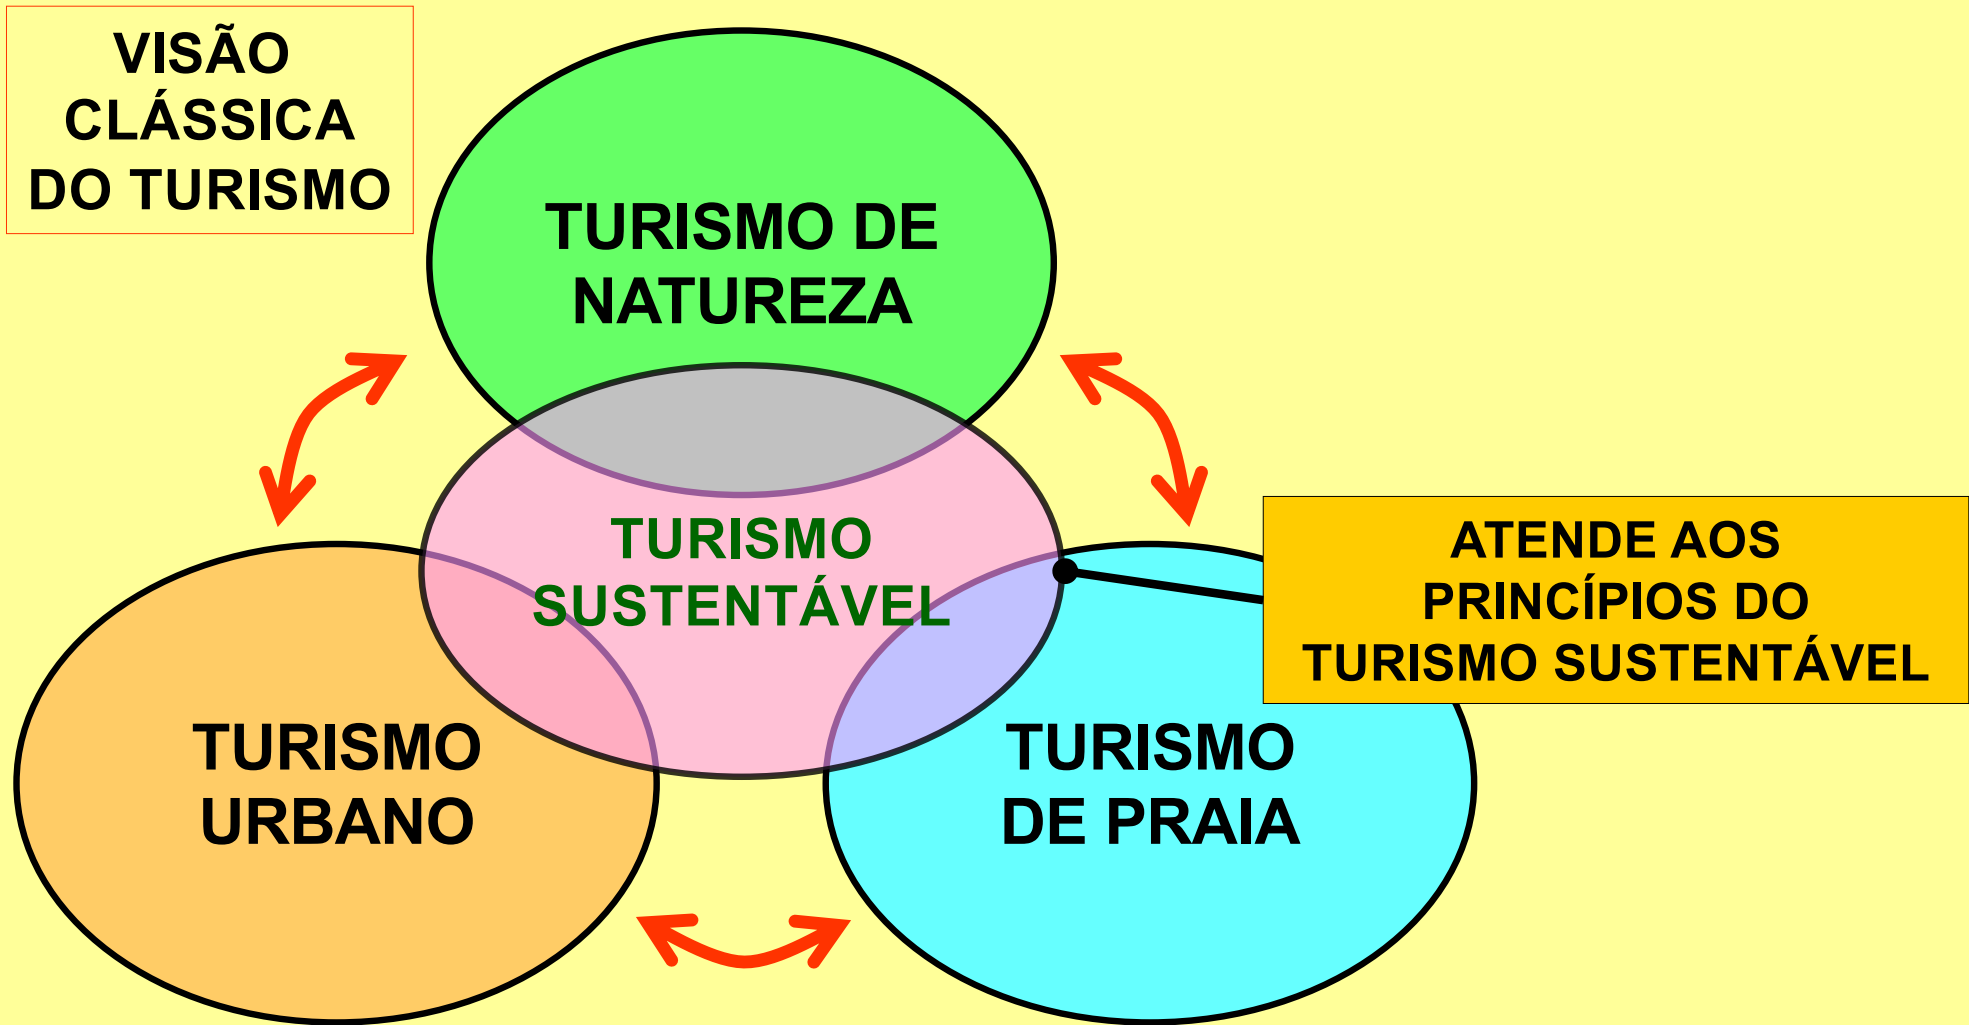 VISÃO
CLÁSSICA
DO TURISMO
TURISMO DE
NATUREZA
TURISMO
SUSTENTÁVEL
ATENDE AOS
PRINCÍPIOS DO
TURISMO SUSTENTÁVEL
TURISMO
URBANO
TURISMO
DE PRAIA